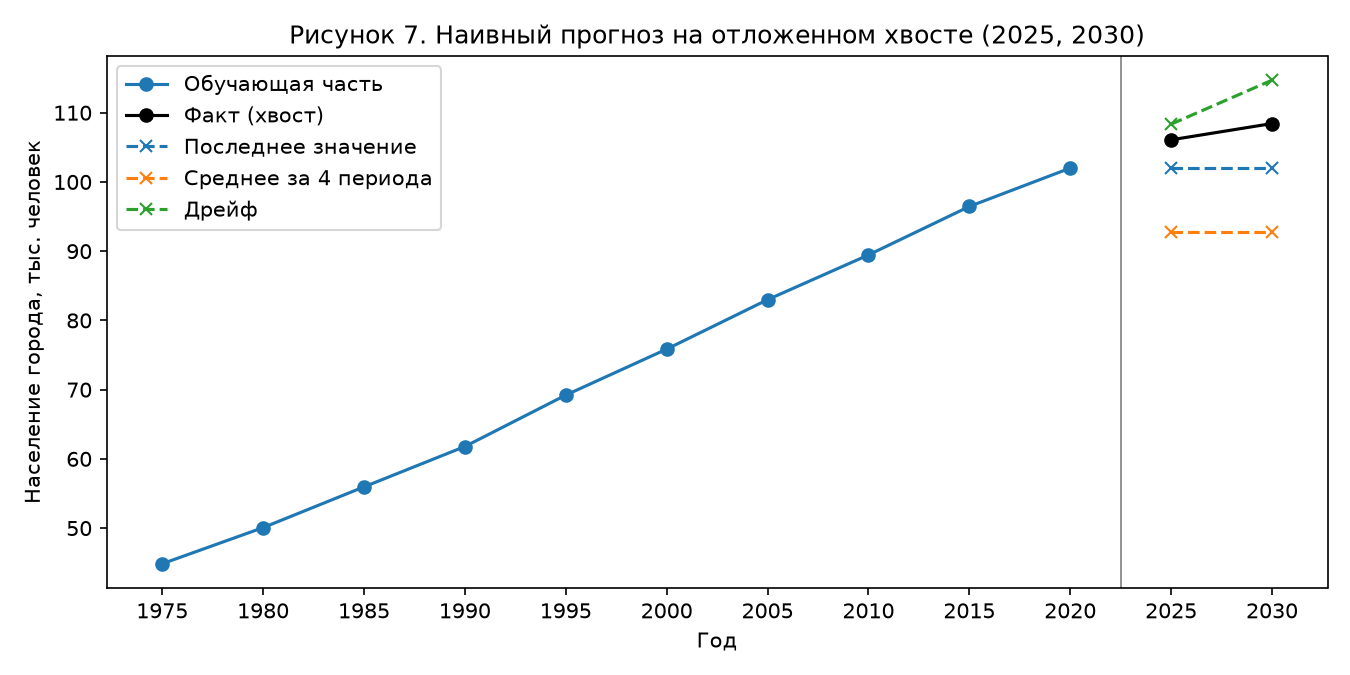 Рисунок 7. Наивный прогноз на отложенном хвосте (2025, 2030)
Обучающая часть
Факт (хвост)
Последнее значение
Среднее за 4 периода
Дрейф
Население города, тыс. человек
110
100
90
80
70
60
50
1975 1980 1985 1990 1995 2000 2005 2010 2015 2020 2025 2030
Год